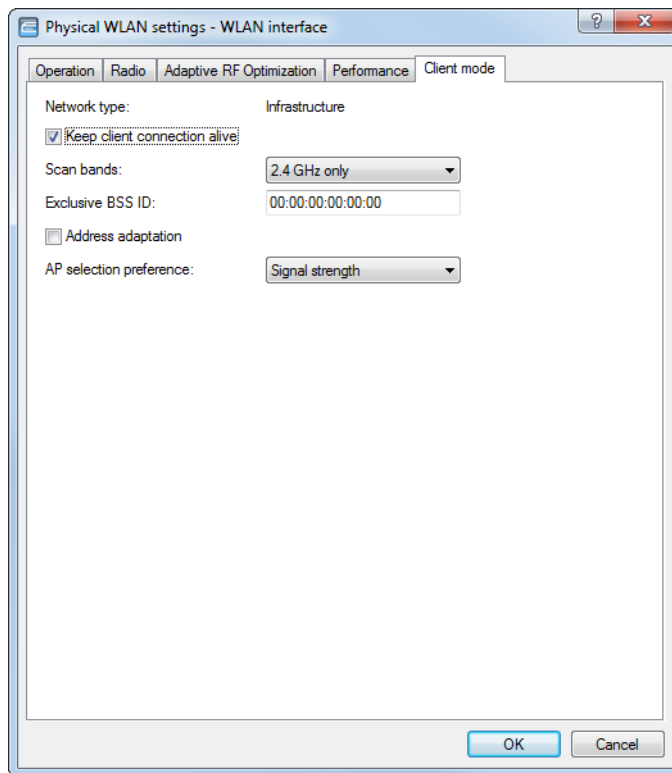 Physical WLAN settings - WLAN interface
Operation Radio Adaptive RF Optimization Performance Client mode
Network type: Infrastructure
Keep client connection alive
Scan bands: 2.4 GHz only
Exclusive BSS ID: 00:00:00:00:00:00
Address adaptation
AP selection preference: Signal strength
OK Cancel